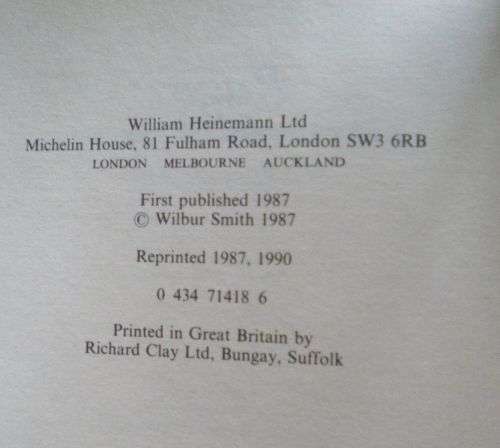 William Heinemann Ltd
Michelin House, 81 Fulham Road, London SW3 6RB
LONDON MELBOURNE AUCKLAND
First published 1987
© Wilbur Smith 1987
Reprinted 1987, 1990
0 434 71418 6
Printed in Great Britain by
Richard Clay Ltd, Bungay, Suffolk